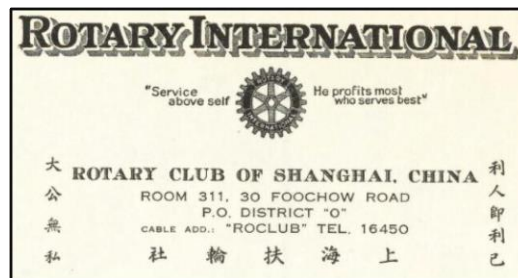 ROTARY INTERNATIONAL
"Service above self
He profits most who serves best"
大公無私
ROTARY CLUB OF SHANGHAI, CHINA
利人即利己
ROOM 311, 30 FOOCHOW ROAD
P.O. DISTRICT "O"
CABLE ADD.: "ROCLUB" TEL. 16450
社輪扶海上